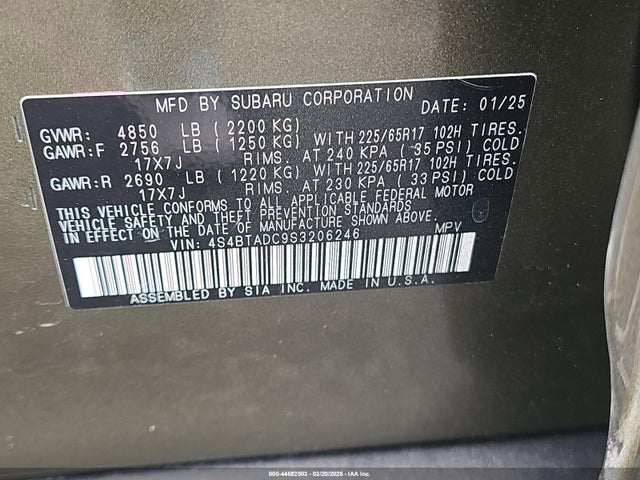 MFD BY SUBARU CORPORATION DATE: 01/25
GVWR: 4850 LB (2200 KG)
GAWR:F 2756 LB (1250 KG) WITH 225/65R17 102H TIRES.
17X7J RIMS. AT 240 KPA (35 PSI) COLD
GAWR:R 2690 LB (1220 KG) WITH 225/65R17 102H TIRES.
17X7J RIMS. AT 230 KPA (33 PSI) COLD
THIS VEHICLE CONFORMS TO ALL APPLICABLE FEDERAL MOTOR
VEHICLE SAFETY AND THEFT PREVENTION STANDARDS
IN EFFECT ON THE DATE OF MANUFACTURE SHOWN ABOVE.
VIN: 4S4BTADC9S3206246 MPV
ASSEMBLED BY SIA INC. MADE IN U.S.A.
000-44682503 - 03/20/2026 - IAA Inc.